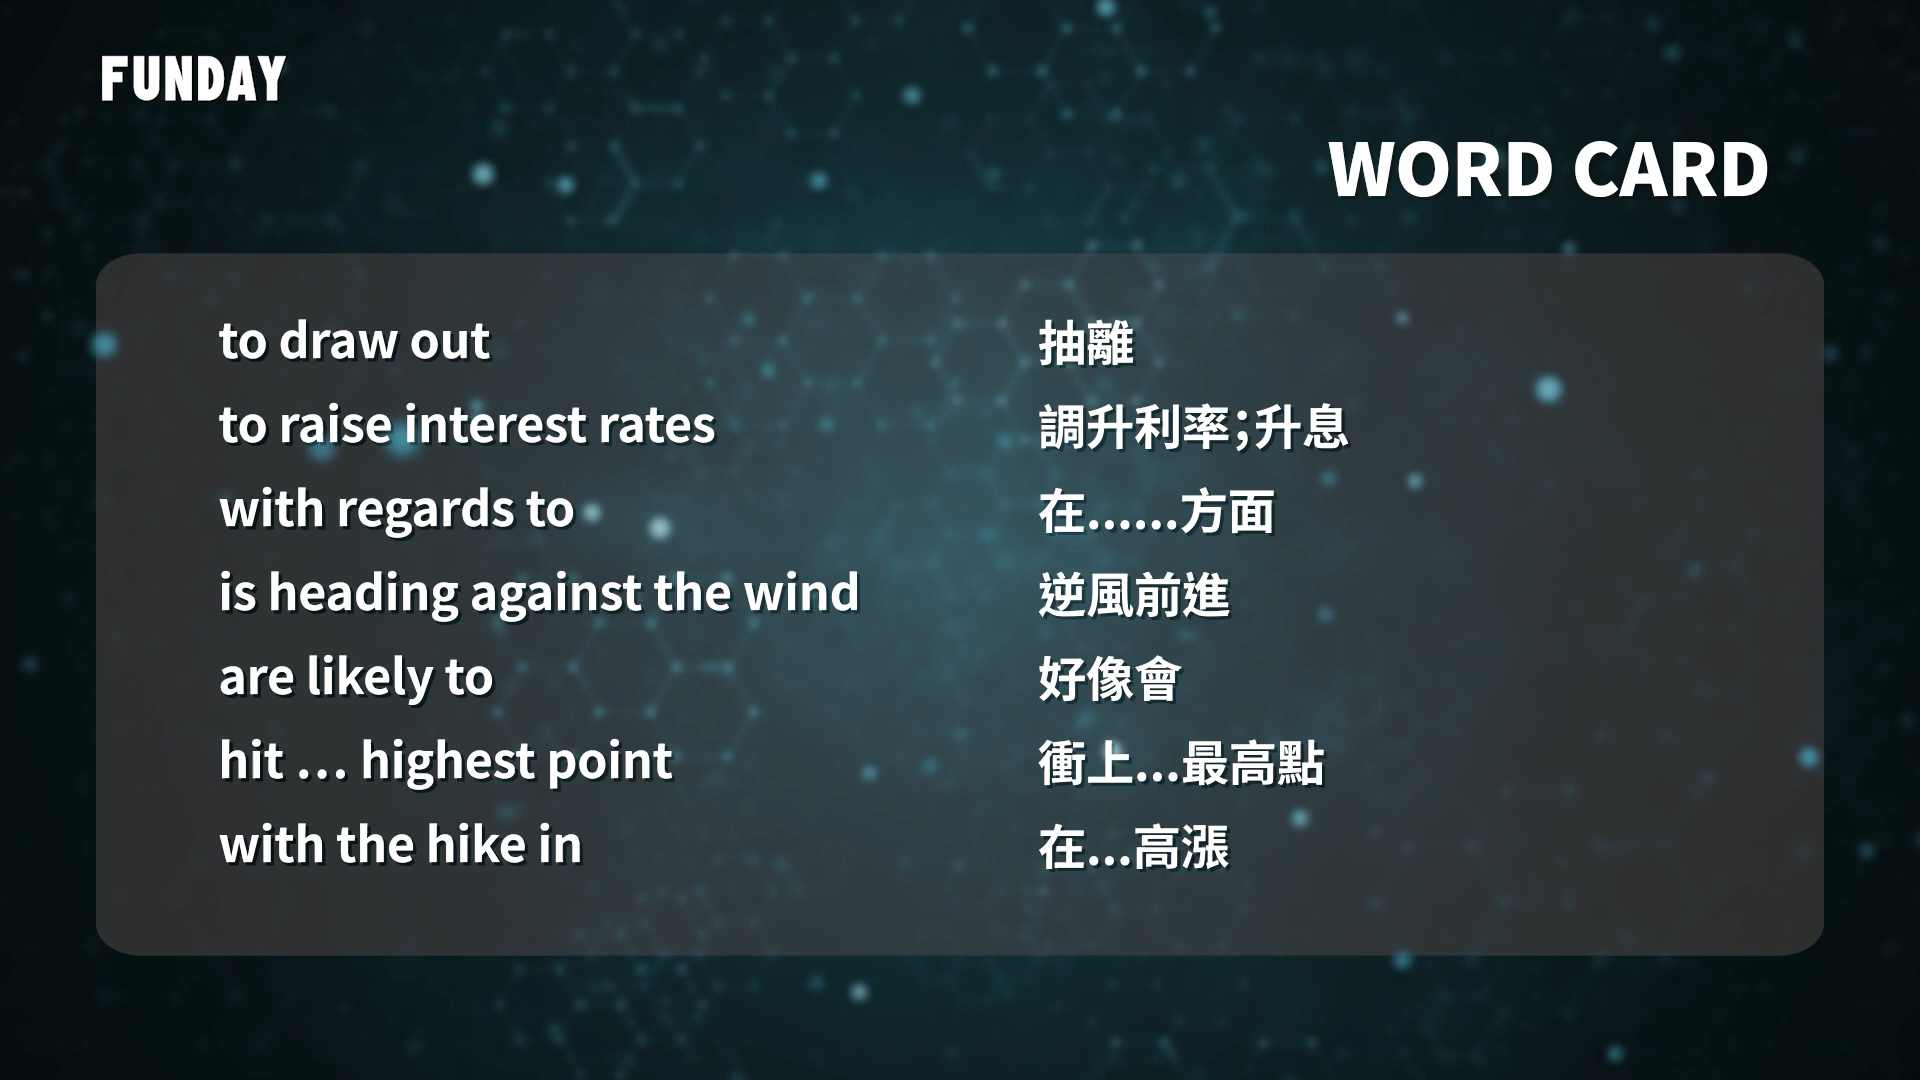 FUNDAY
WORD CARD
to draw out 抽離
to raise interest rates 調升利率；升息
with regards to 在......方面
is heading against the wind 逆風前進
are likely to 好像會
hit … highest point 衝上...最高點
with the hike in 在...高漲